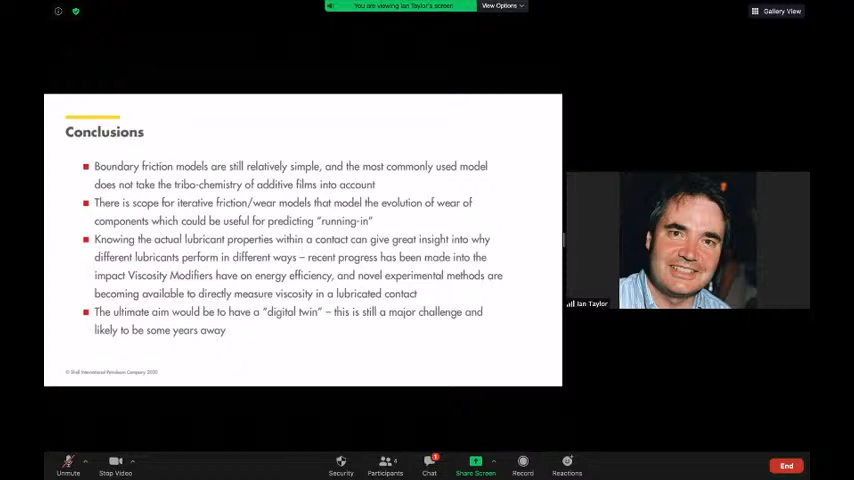 You are viewing Ian Taylor's screen
View Options
Gallery View
Conclusions
Boundary friction models are still relatively simple, and the most commonly used model
does not take the tribo-chemistry of additive films into account
There is scope for iterative friction/wear models that model the evolution of wear of
components which could be useful for predicting "running-in"
Knowing the actual lubricant properties within a contact can give great insight into why
different lubricants perform in different ways – recent progress has been made into the
impact Viscosity Modifiers have on energy efficiency, and novel experimental methods are
becoming available to directly measure viscosity in a lubricated contact
The ultimate aim would be to have a "digital twin" – this is still a major challenge and
likely to be some years away
© Shell International Petroleum Company 2020
Ian Taylor
Unmute
Stop Video
Security
Participants
4
Chat
1
Share Screen
Record
Reactions
End